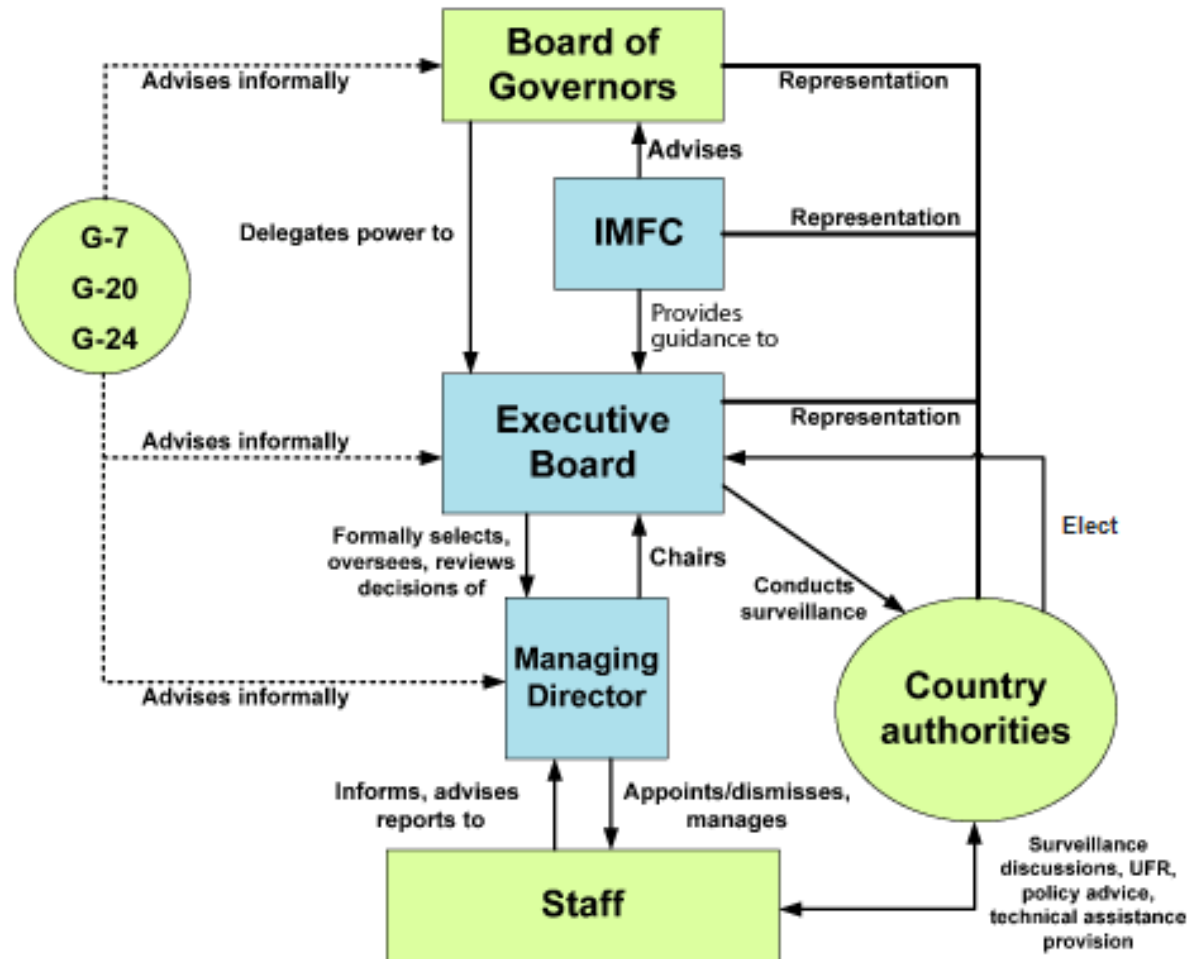 Board of
Governors
Advises informally
Representation
Advises
G-7
G-20
G-24
IMFC
Representation
Delegates power to
Provides
guidance to
Executive
Board
Representation
Advises informally
Elect
Formally selects,
oversees, reviews
decisions of
Chairs
Conducts
surveillance
Managing
Director
Advises informally
Country
authorities
Informs, advises
reports to
Appoints/dismisses,
manages
Staff
Surveillance
discussions, UFR,
policy advice,
technical assistance
provision